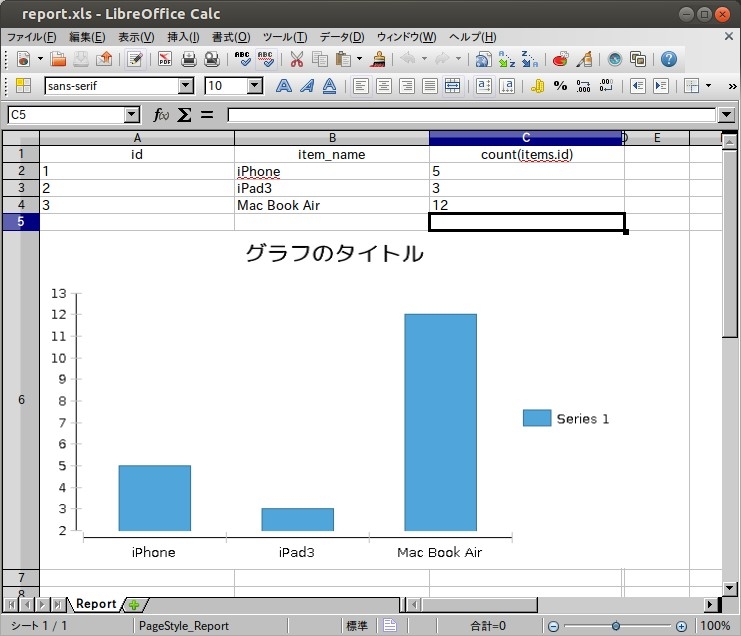 report.xls - LibreOffice Calc
ファイル(F) 編集(E) 表示(V) 挿入(I) 書式(O) ツール(T) データ(D) ウィンドウ(W) ヘルプ(H)
sans-serif 10
C5
A B C D E
1 id item_name count(items.id)
2 1 iPhone 5
3 2 iPad3 3
4 3 Mac Book Air 12
5
グラフのタイトル
13
12
11
10
9
8
6
7
Series 1
6
5
4
3
2
iPhone iPad3 Mac Book Air
7
8
Report
シート 1 / 1 PageStyle_Report 標準 合計=0 100%